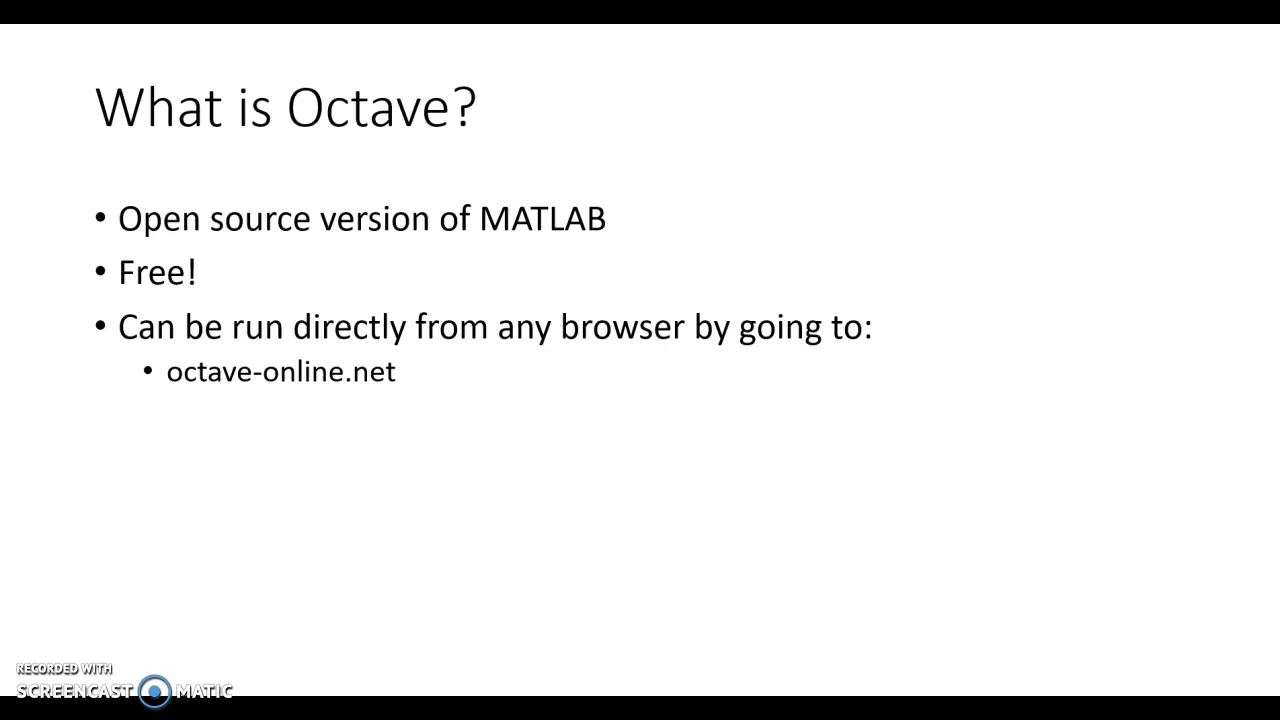 What is Octave?
• Open source version of MATLAB
• Free!
• Can be run directly from any browser by going to:
• octave-online.net
RECORDED WITH
SCREENCAST MATIC